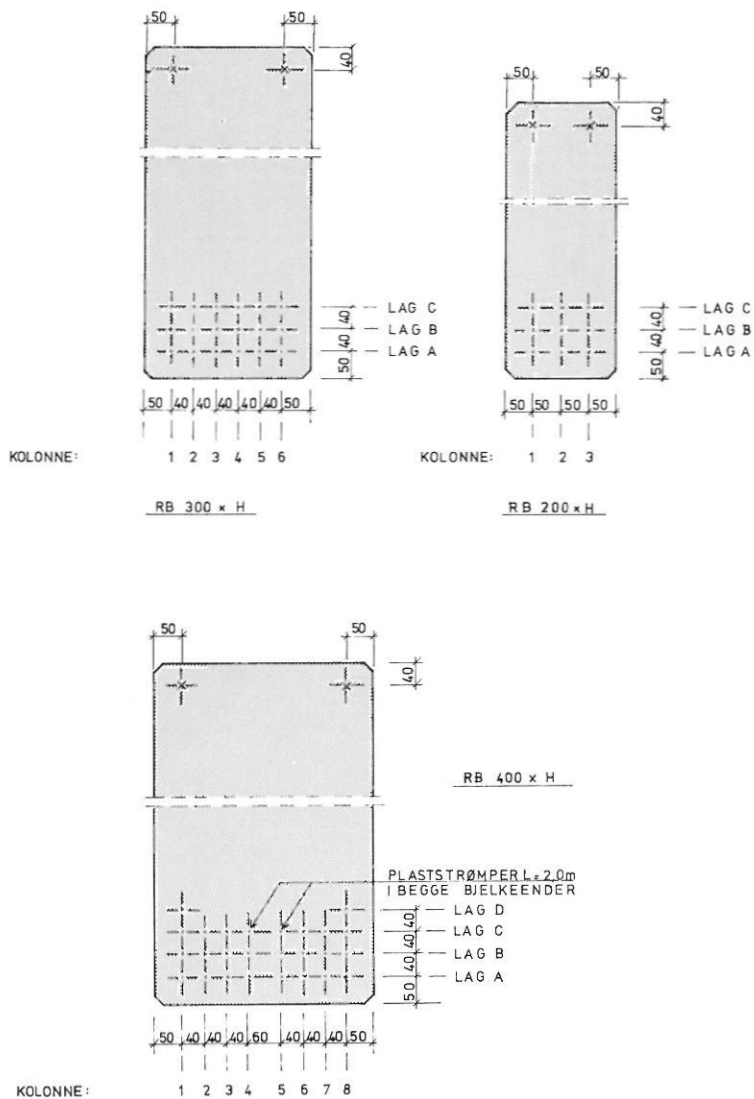 50 50
40
50 50
40
LAG C
LAG B
LAG A
40
40
50
LAG C
LAG B
LAG A
40
40
50
50 40 40 40 40 40 50
50 50 50 50
KOLONNE: 1 2 3 4 5 6
KOLONNE: 1 2 3
RB 300 × H
RB 200 × H
50 50
40
RB 400 × H
PLASTSTRØMPER L= 2,0m
I BEGGE BJELKEENDER
LAG D
LAG C
LAG B
LAG A
40
40
40
50
50 40 40 40 60 40 40 40 50
KOLONNE: 1 2 3 4 5 6 7 8